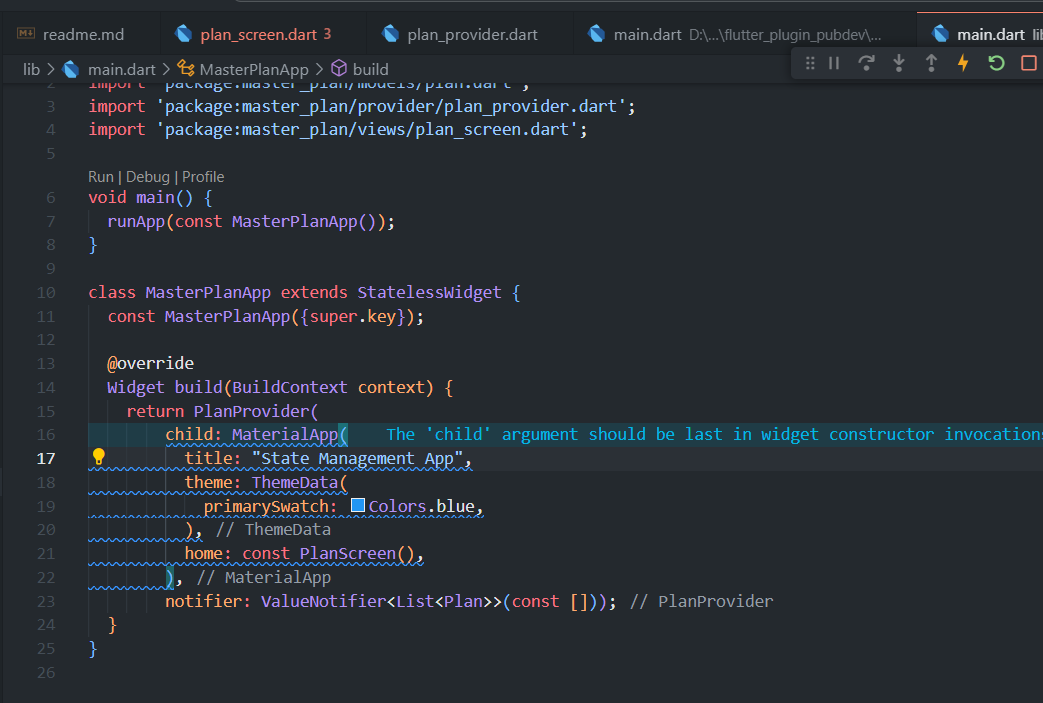 readme.md
plan_screen.dart 3
plan_provider.dart
main.dart D:\...\flutter_plugin_pubdev\...
main.dart
lib > main.dart > MasterPlanApp > build
2 import 'package:master_plan/models/plan.dart';
3 import 'package:master_plan/provider/plan_provider.dart';
4 import 'package:master_plan/views/plan_screen.dart';
5
Run | Debug | Profile
6 void main() {
7 runApp(const MasterPlanApp());
8 }
9
10 class MasterPlanApp extends StatelessWidget {
11 const MasterPlanApp({super.key});
12
13 @override
14 Widget build(BuildContext context) {
15 return PlanProvider(
16 child: MaterialApp( The 'child' argument should be last in widget constructor invocations
17 title: "State Management App",
18 theme: ThemeData(
19 primarySwatch: Colors.blue,
20 ), // ThemeData
21 home: const PlanScreen(),
22 ), // MaterialApp
23 notifier: ValueNotifier<List<Plan>>(const [])); // PlanProvider
24 }
25 }
26